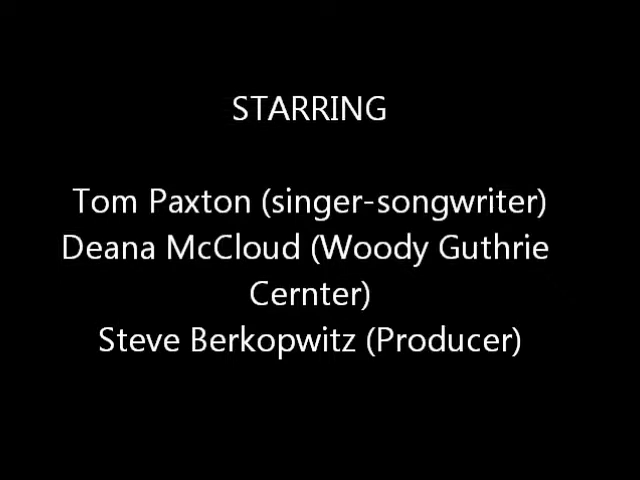 STARRING
Tom Paxton (singer-songwriter)
Deana McCloud (Woody Guthrie
Cernter)
Steve Berkopwitz (Producer)